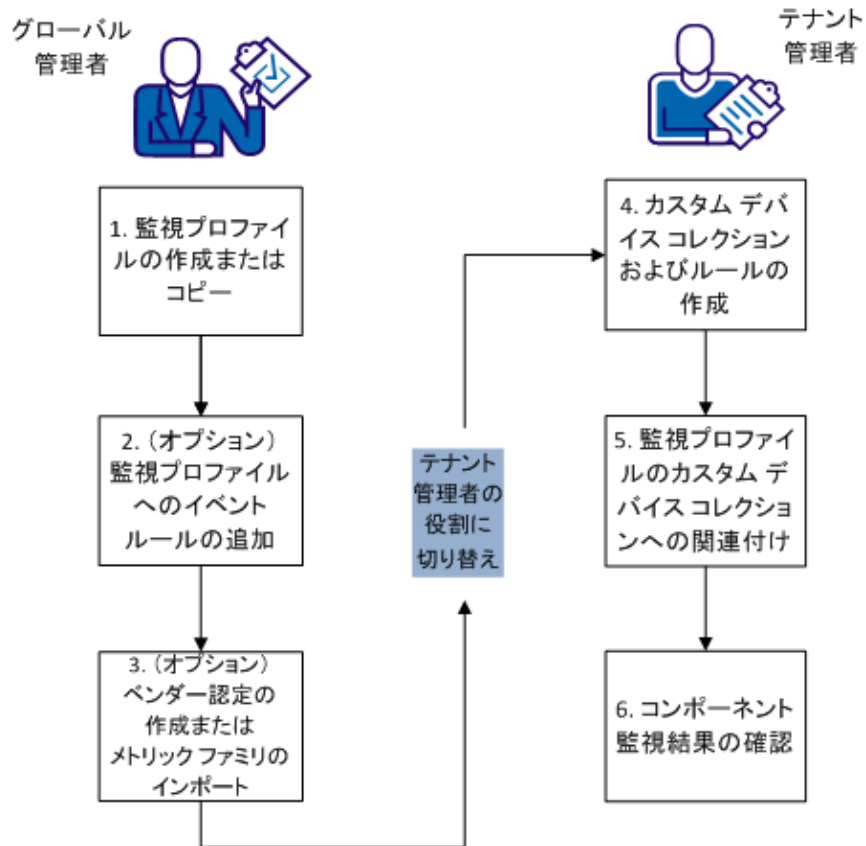 グローバル
管理者
1. 監視プロファイ
ルの作成または
コピー
2. (オプション)
監視プロファイル
へのイベント
ルールの追加
3. (オプション)
ベンダー認定の
作成または
メトリック ファミリの
インポート
テナント
管理者の
役割に
切り替え
テナント
管理者
4. カスタム デバ
イス コレクション
およびルールの
作成
5. 監視プロファイ
ルのカスタム デ
バイス コレクショ
ンへの関連付け
6. コンポーネント
監視結果の確認